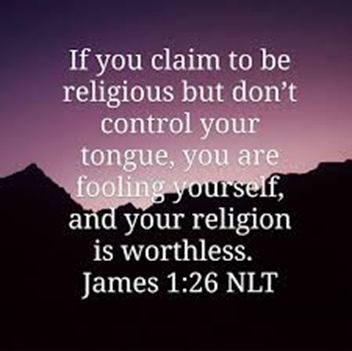 If you claim to be
religious but don’t
control your
tongue, you are
fooling yourself,
and your religion
is worthless.
James 1:26 NLT